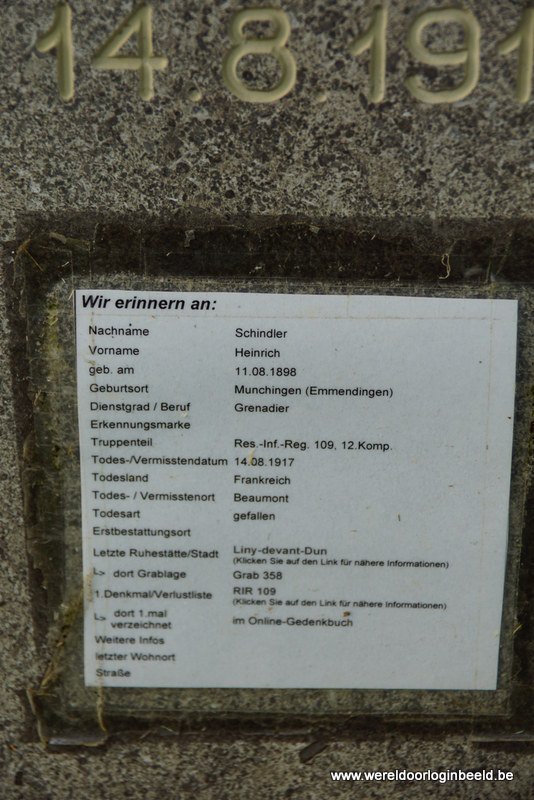 14.8.191
Wir erinnern an:
Nachname Schindler
Vorname Heinrich
geb. am 11.08.1898
Geburtsort Munchingen (Emmendingen)
Dienstgrad / Beruf Grenadier
Erkennungsmarke
Truppenteil Res.-Inf.-Reg. 109, 12.Komp.
Todes-/Vermisstendatum 14.08.1917
Todesland Frankreich
Todes- / Vermisstenort Beaumont
Todesart gefallen
Erstbestattungsort
Letzte Ruhestätte/Stadt Liny-devant-Dun
(Klicken Sie auf den Link für nähere Informationen)
L> dort Grablage Grab 358
1.Denkmal/Verlustliste RIR 109
(Klicken Sie auf den Link für nähere Informationen)
L> dort 1.mal
verzeichnet im Online-Gedenkbuch
Weitere Infos
letzter Wohnort
Straße
www.wereldoorloginbeeld.be